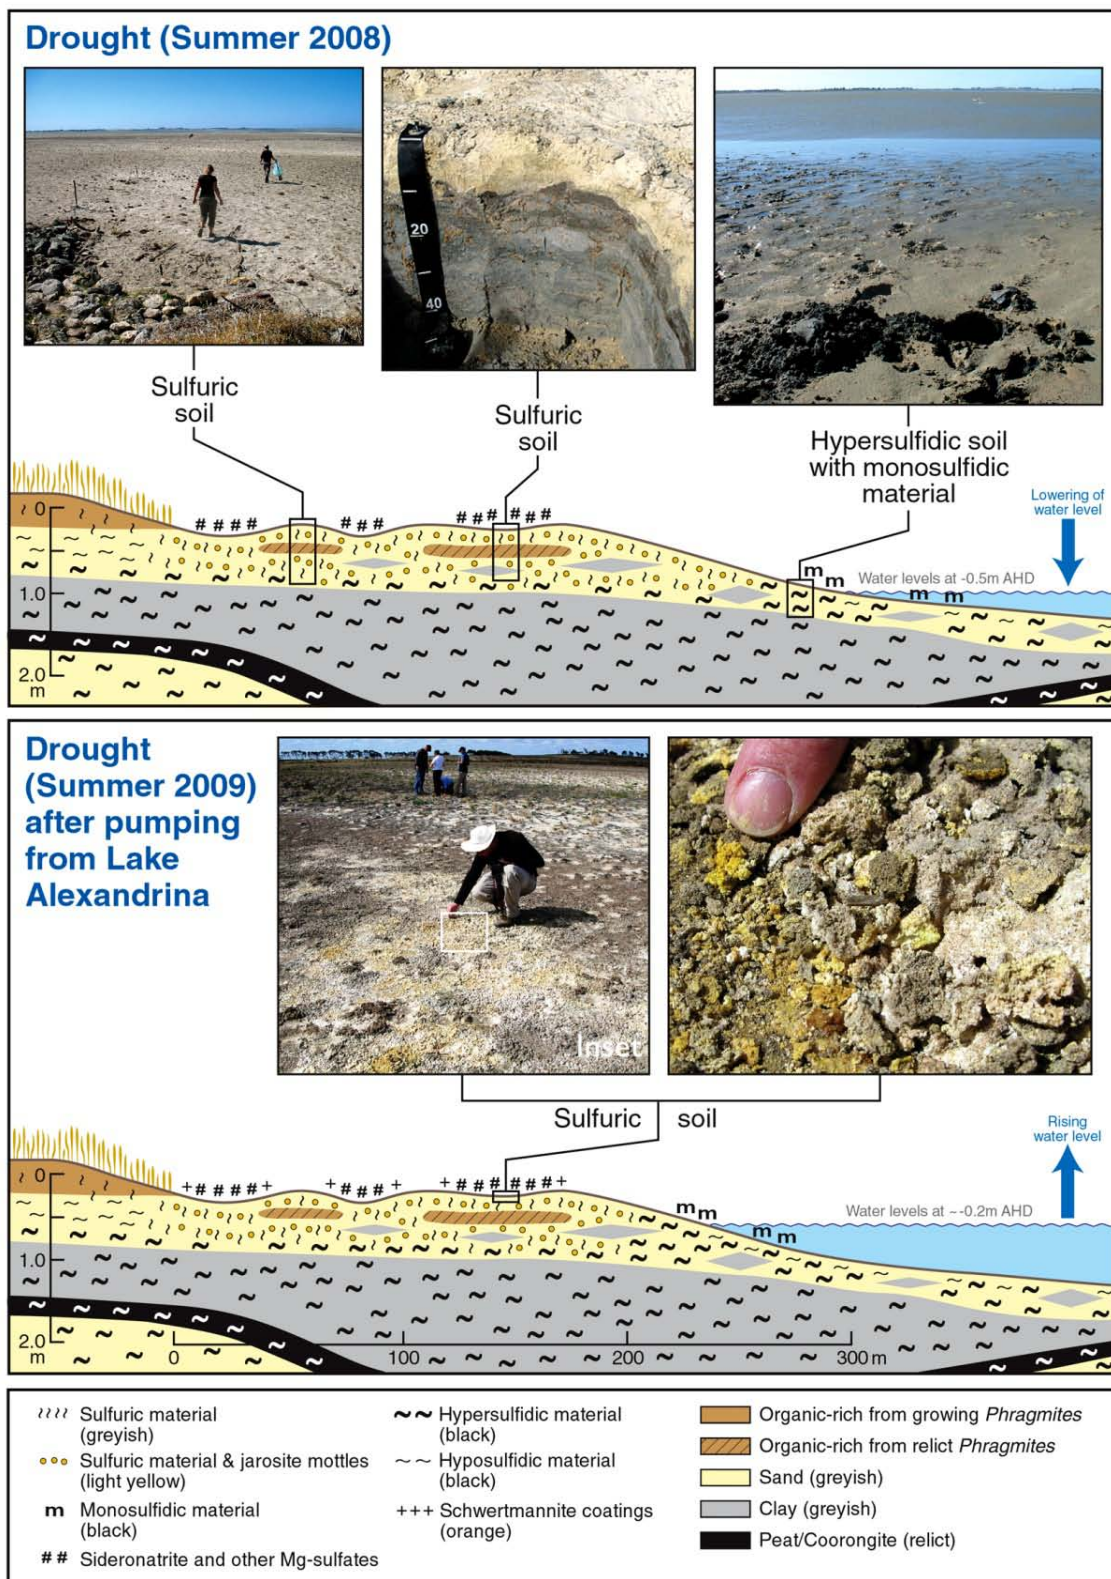 Drought (Summer 2008)
20
40
Sulfuric
soil
Sulfuric
soil
Hypersulfidic soil
with monosulfidic
material
Lowering of
water level
0
# # # #
# # #
# # # # # #
m
m
Water levels at -0.5m AHD
m m
1.0
2.0
m
Drought
(Summer 2009)
after pumping
from Lake
Alexandrina
Inset
Sulfuric soil
Rising
water level
0
+ # # # # +
+ # # # +
+ # # # # # # # +
m m
Water levels at ~-0.2m AHD
m m
1.0
2.0
m
0 100 200 300 m
Sulfuric material
(greyish)
Sulfuric material & jarosite mottles
(light yellow)
m Monosulfidic material
(black)
# # Sideronatrite and other Mg-sulfates
~ ~ Hypersulfidic material
(black)
~ ~ Hyposulfidic material
(black)
+++ Schwertmannite coatings
(orange)
Organic-rich from growing Phragmites
Organic-rich from relict Phragmites
Sand (greyish)
Clay (greyish)
Peat/Coorongite (relict)